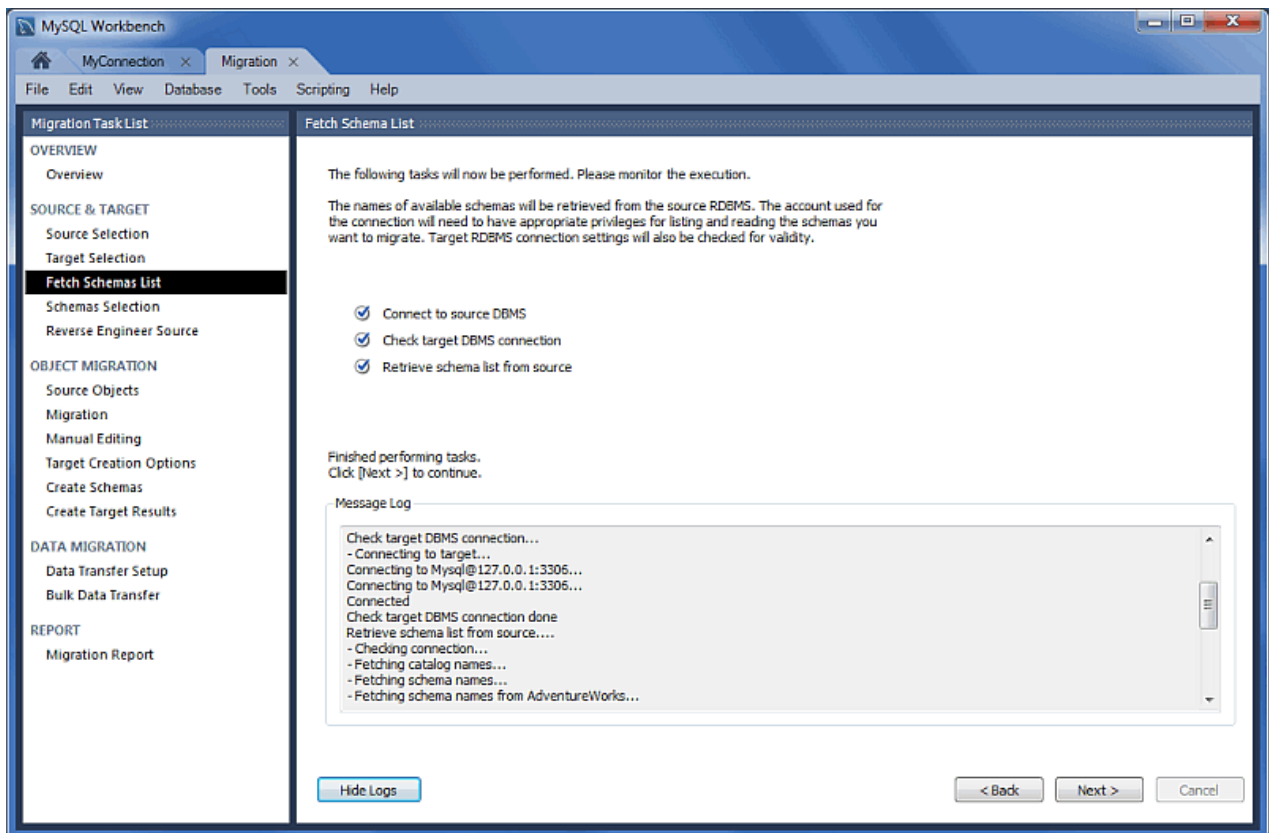 MySQL Workbench
MyConnection
Migration
File Edit View Database Tools Scripting Help
Migration Task List
OVERVIEW
Overview
SOURCE & TARGET
Source Selection
Target Selection
Fetch Schemas List
Schemas Selection
Reverse Engineer Source
OBJECT MIGRATION
Source Objects
Migration
Manual Editing
Target Creation Options
Create Schemas
Create Target Results
DATA MIGRATION
Data Transfer Setup
Bulk Data Transfer
REPORT
Migration Report
Fetch Schema List
The following tasks will now be performed. Please monitor the execution.
The names of available schemas will be retrieved from the source RDBMS. The account used for
the connection will need to have appropriate privileges for listing and reading the schemas you
want to migrate. Target RDBMS connection settings will also be checked for validity.
Connect to source DBMS
Check target DBMS connection
Retrieve schema list from source
Finished performing tasks.
Click [Next >] to continue.
Message Log
Check target DBMS connection...
- Connecting to target...
Connecting to Mysql@127.0.0.1:3306...
Connecting to Mysql@127.0.0.1:3306...
Connected
Check target DBMS connection done
Retrieve schema list from source....
- Checking connection...
- Fetching catalog names...
- Fetching schema names...
- Fetching schema names from AdventureWorks...
Hide Logs
< Back
Next >
Cancel